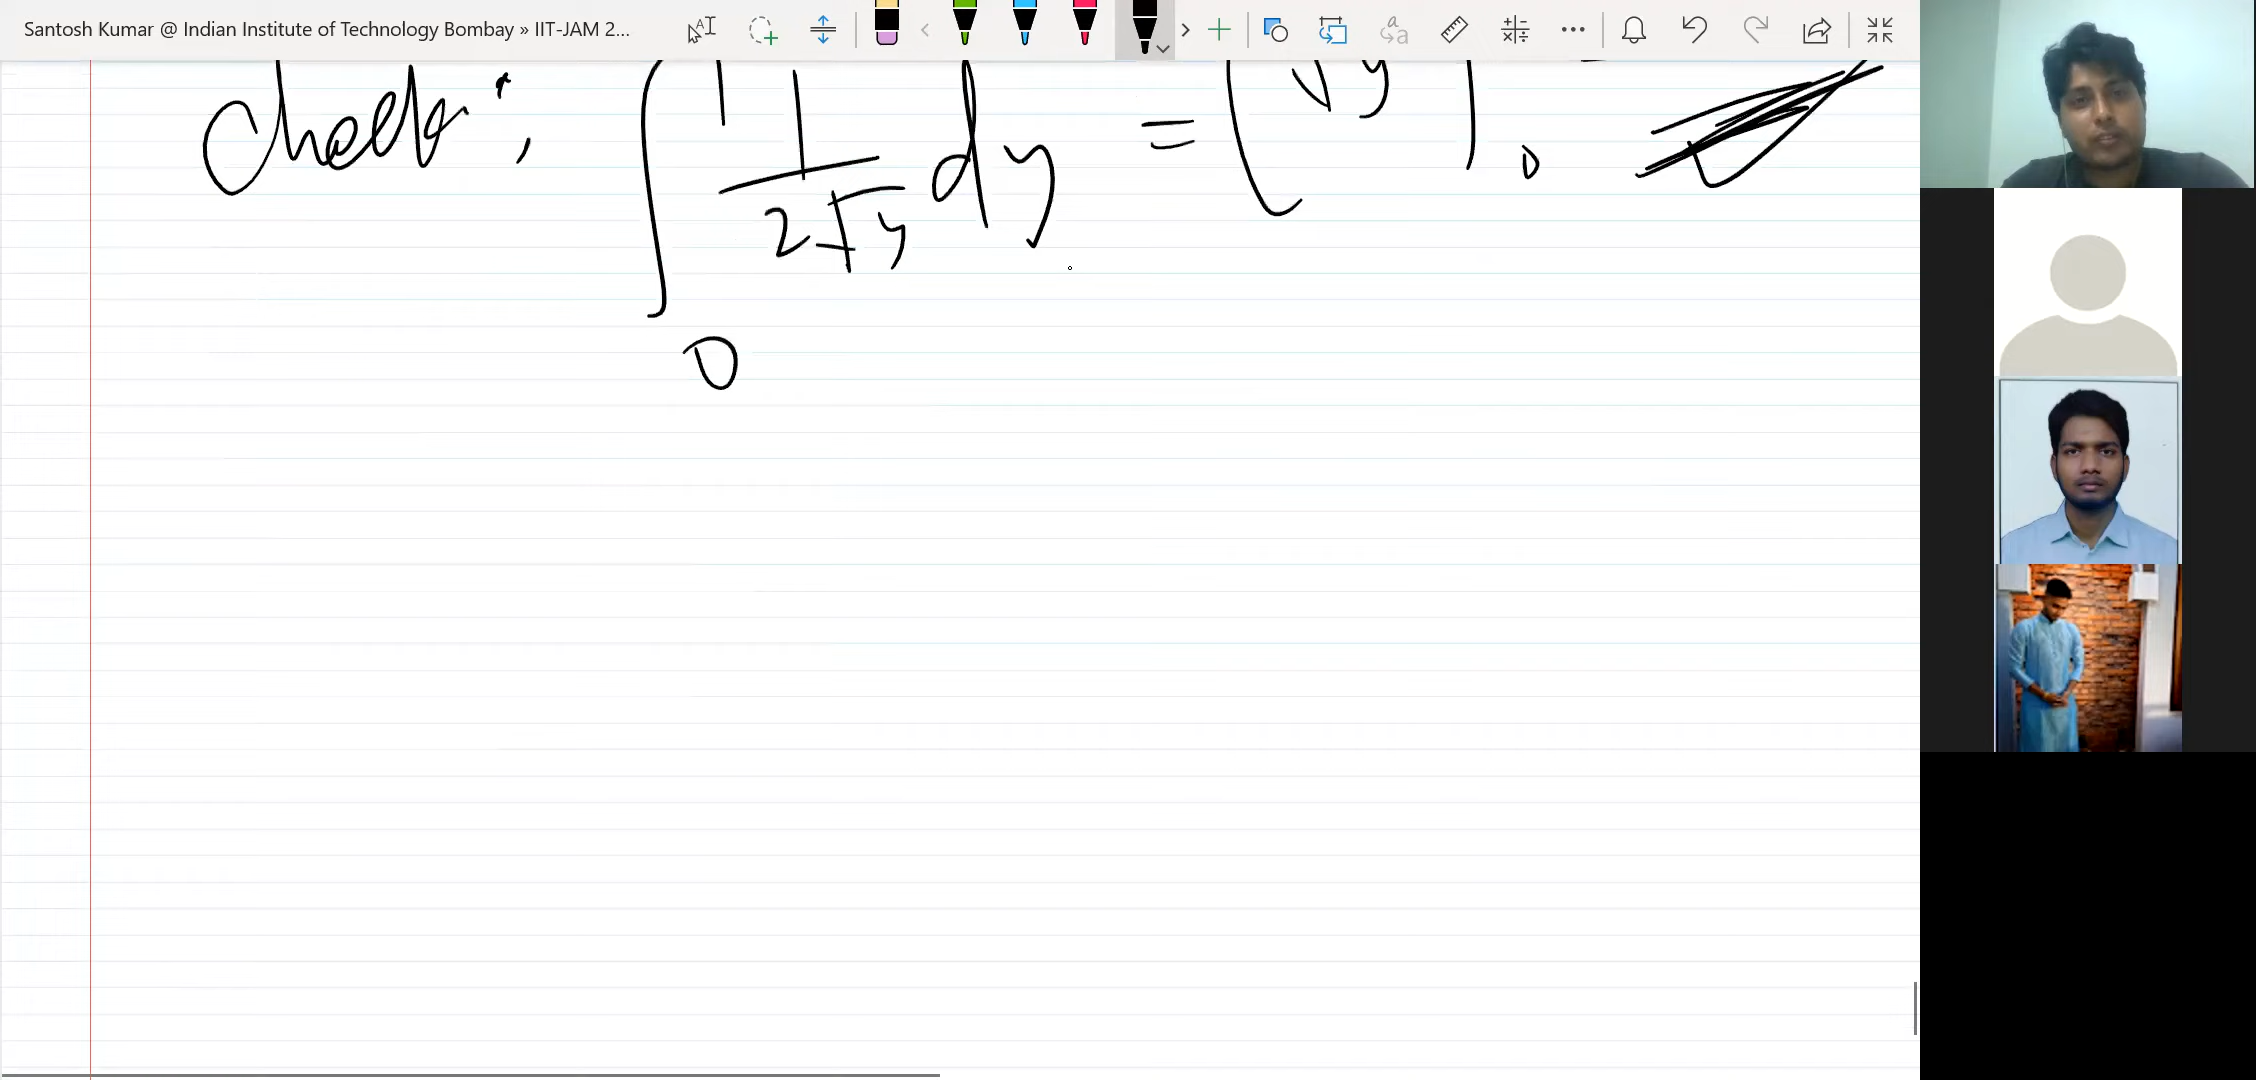 Santosh Kumar @ Indian Institute of Technology Bombay » IIT-JAM 2...
Check: ∫₀¹ 1/(2√y) dy = [√y]₀